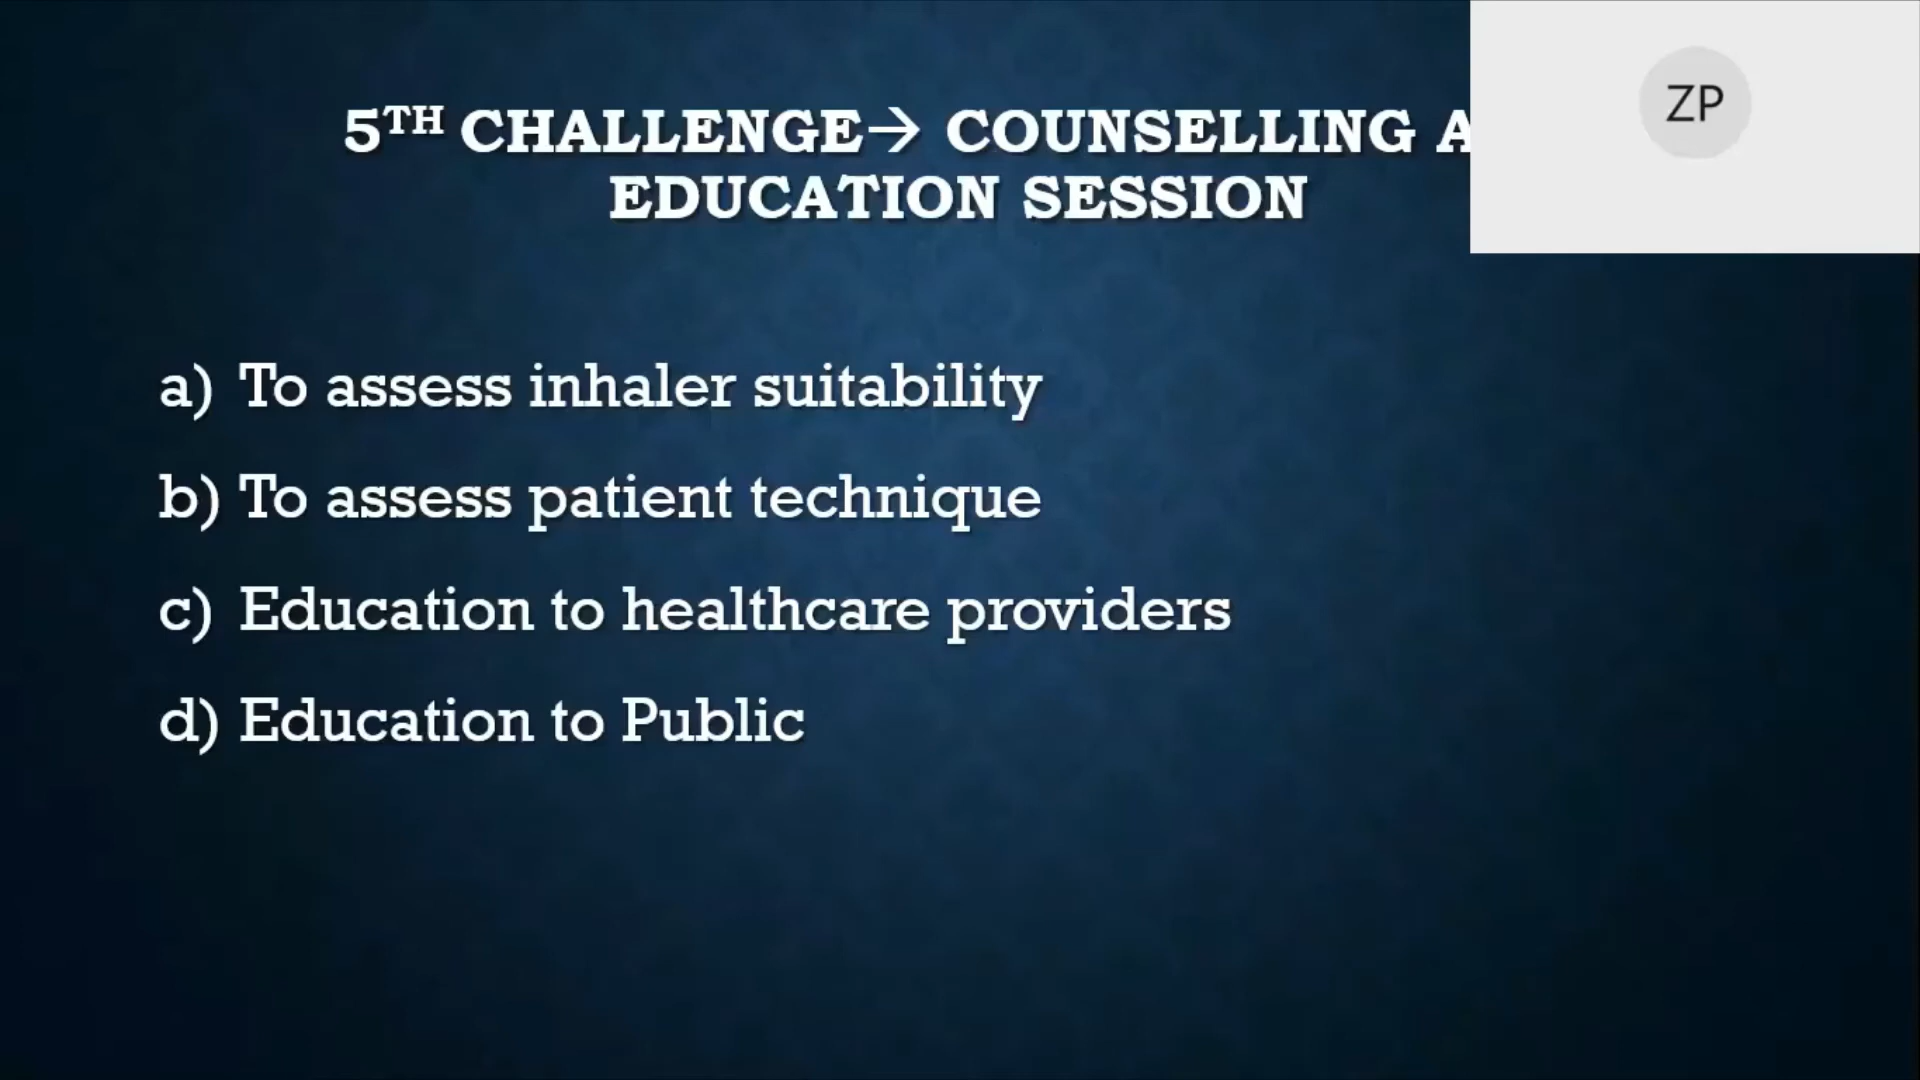 5TH CHALLENGE→ COUNSELLING
EDUCATION SESSION
ZP
a) To assess inhaler suitability
b) To assess patient technique
c) Education to healthcare providers
d) Education to Public